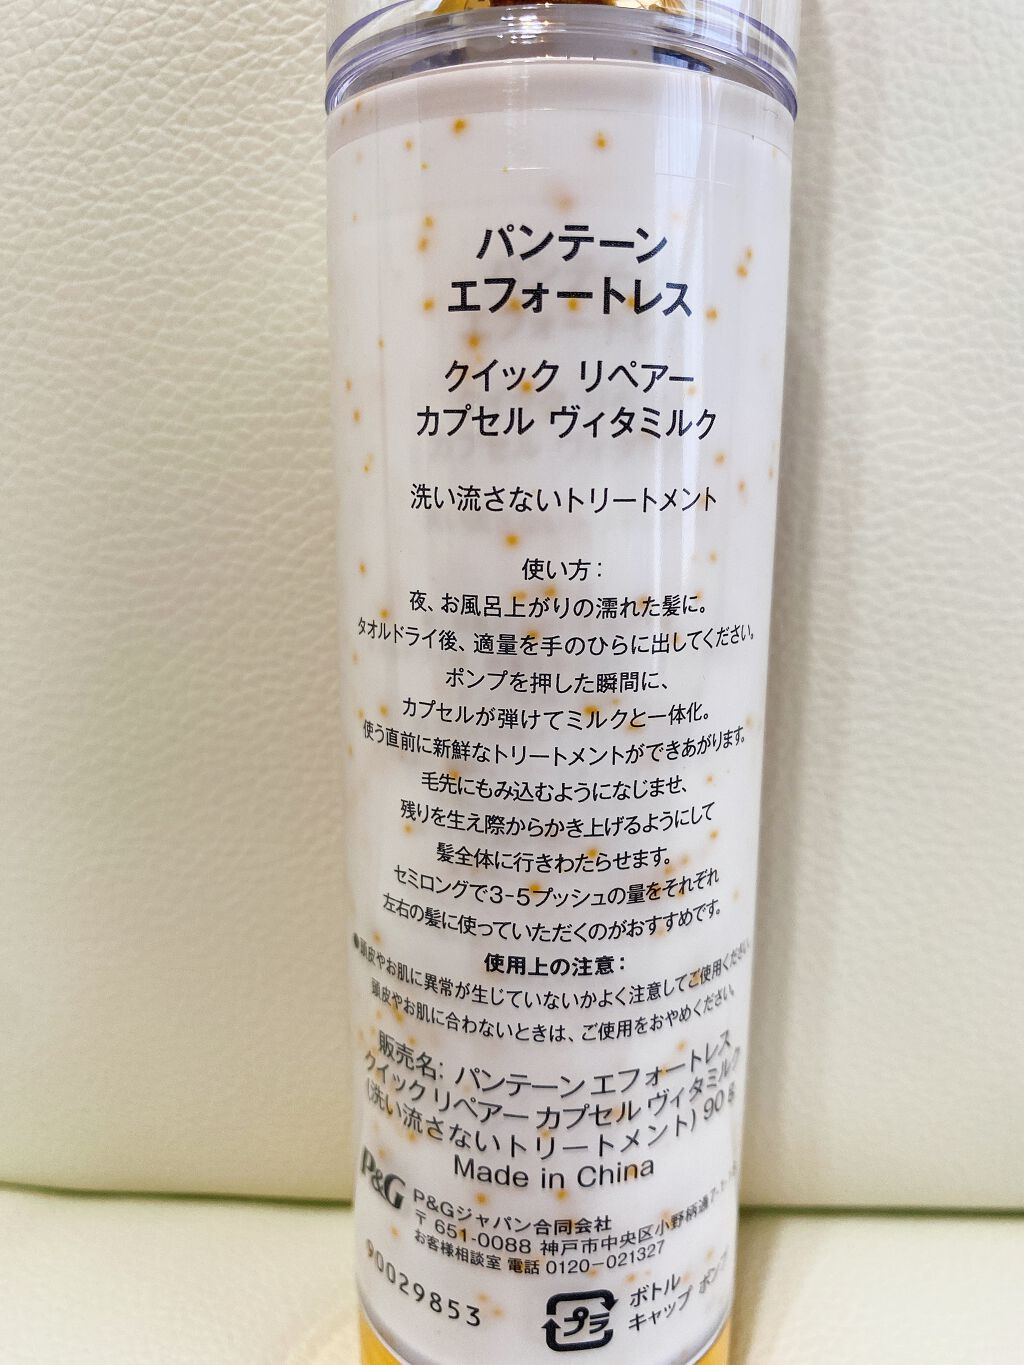 パンテーン
エフォートレス
クイック リペアー
カプセル ヴィタミルク
洗い流さないトリートメント
使い方：
夜、お風呂上がりの濡れた髪に。
タオルドライ後、適量を手のひらに出してください。
ポンプを押した瞬間に、
カプセルが弾けてミルクと一体化。
使う直前に新鮮なトリートメントができあがります。
毛先にもみ込むようになじませ、
残りを生え際からかき上げるようにして
髪全体に行きわたらせます。
セミロングで3-5プッシュの量をそれぞれ
左右の髪に使っていただくのがおすすめです。
使用上の注意：
●頭皮やお肌に異常が生じていないかよく注意してご使用ください。
頭皮やお肌に合わないときは、ご使用をおやめください。
販売名： パンテーン エフォートレス
クイック リペアー カプセル ヴィタミルク
(洗い流さないトリートメント) 90
Made in China
P&G
P&Gジャパン合同会社
〒 651-0088 神戸市中央区小野柄通
お客様相談室 電話 0120-021327
90029853
プラ
ボトル
キャップ ポンプ